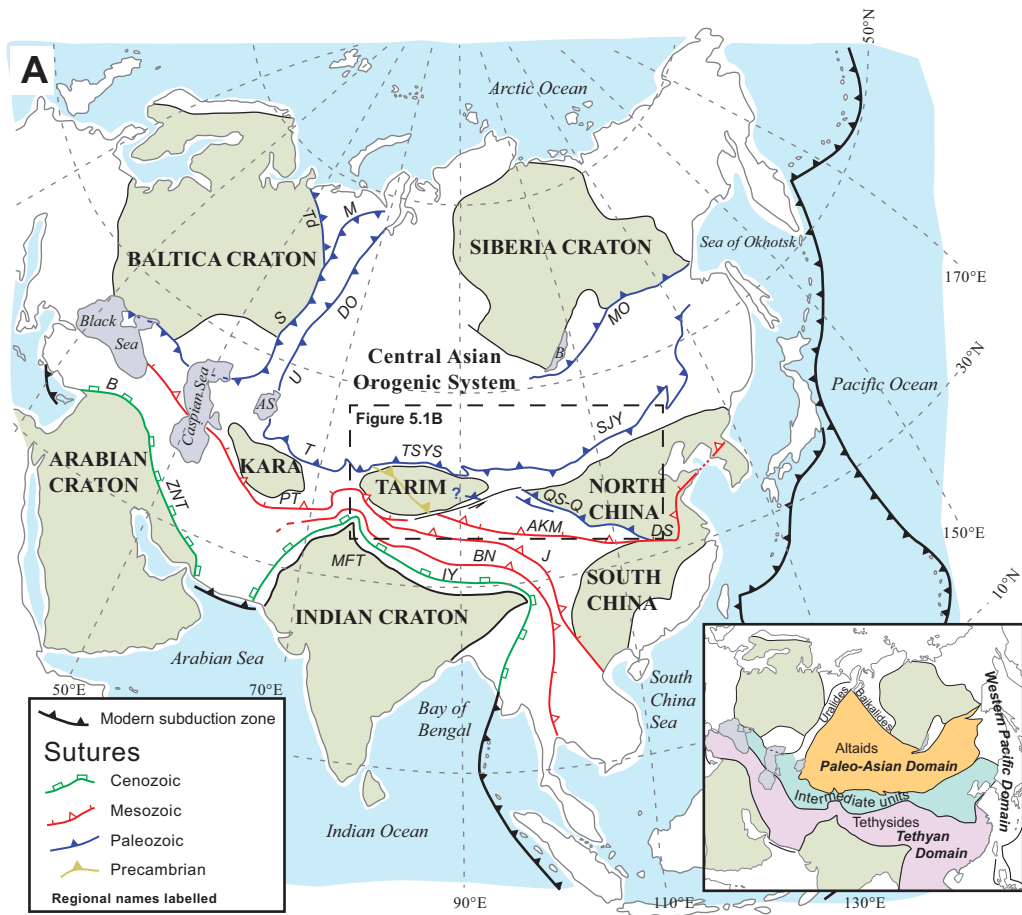 A
50°N
Arctic Ocean
Td
M
BALTICA CRATON
SIBERIA CRATON
Sea of Okhotsk
170°E
S
DO
MO
Black
Sea
B
30°N
Central Asian
Orogenic System
Pacific Ocean
U
Caspian Sea
AS
B
Figure 5.1B
SJY
T
TSYS
ARABIAN
CRATON
KARA
TARIM
?
NORTH
CHINA
QS-Q
ZNT
PT
AKM
DS
150°E
MFT
BN
J
IY
SOUTH
CHINA
INDIAN CRATON
10°N
Arabian Sea
50°E
70°E
Bay of
Bengal
South
China
Sea
Indian Ocean
90°E
110°E
130°E
Modern subduction zone
Sutures
Cenozoic
Mesozoic
Paleozoic
Precambrian
Regional names labelled
Uralides
Baikalides
Altaids
Paleo-Asian Domain
Intermediate units
Tethysides
Tethyan
Domain
Western Pacific Domain